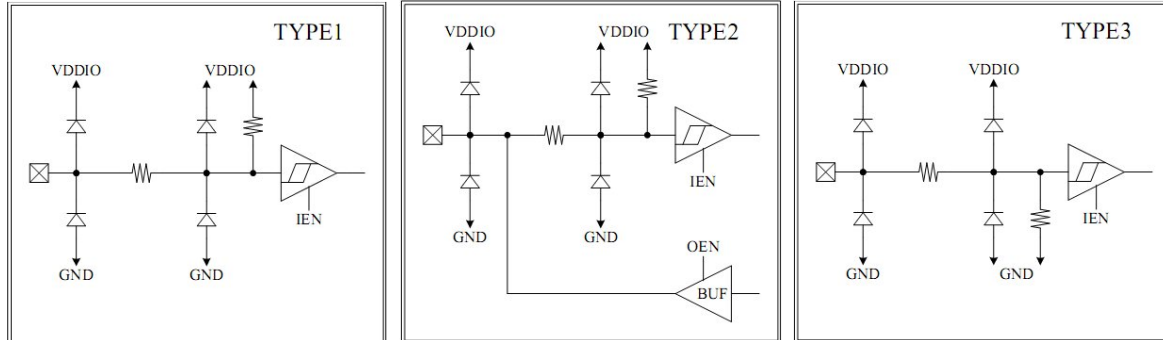 TYPE1
VDDIO VDDIO
IEN
GND GND
TYPE2
VDDIO VDDIO
IEN
GND GND
OEN
BUF
TYPE3
VDDIO VDDIO
IEN
GND GND